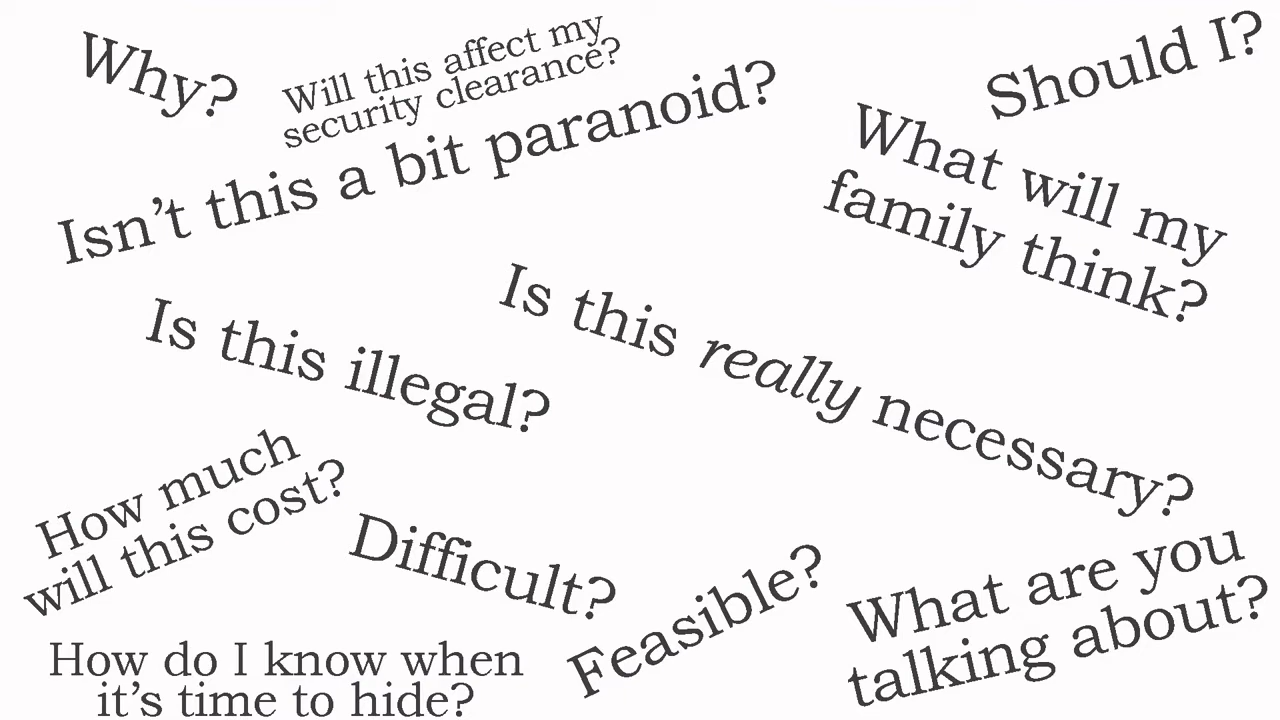 Why?
Will this affect my
security clearance?
Should I?
Isn’t this a bit paranoid?
What will my
family think?
Is this illegal?
Is this really necessary?
How much
will this cost?
Difficult?
Feasible?
What are you
talking about?
How do I know when
it’s time to hide?